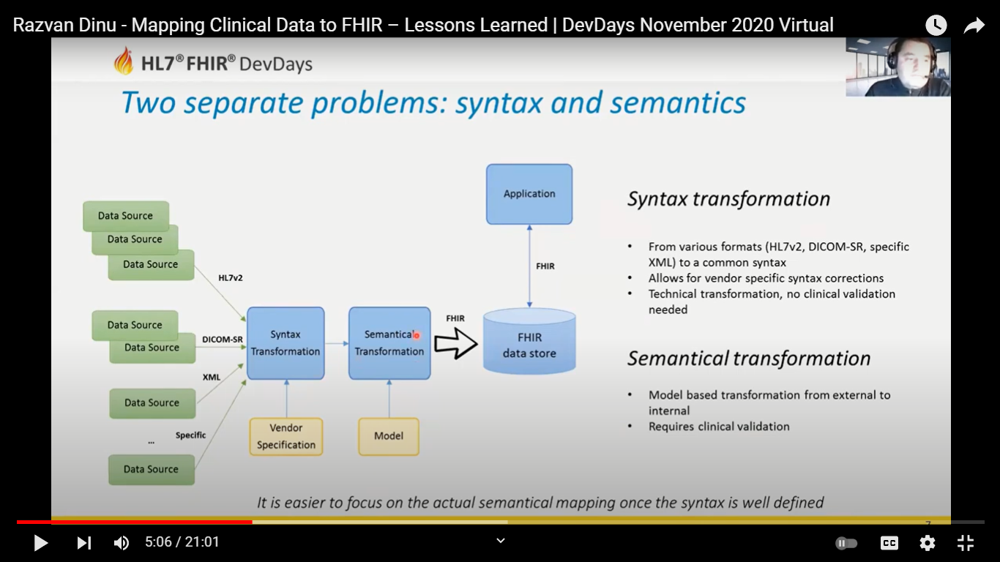 Razvan Dinu - Mapping Clinical Data to FHIR – Lessons Learned | DevDays November 2020 Virtual
HL7® FHIR® DevDays
Two separate problems: syntax and semantics
Data Source
Data Source
Data Source
HL7v2
Data Source
Data Source
DICOM-SR
XML
Data Source
...
Specific
Data Source
Syntax
Transformation
Vendor
Specification
Semantical
Transformation
Model
FHIR
Application
FHIR
FHIR
data store
Syntax transformation
• From various formats (HL7v2, DICOM-SR, specific
XML) to a common syntax
• Allows for vendor specific syntax corrections
• Technical transformation, no clinical validation
needed
Semantical transformation
• Model based transformation from external to
internal
• Requires clinical validation
It is easier to focus on the actual semantical mapping once the syntax is well defined
7
5:06 / 21:01
CC